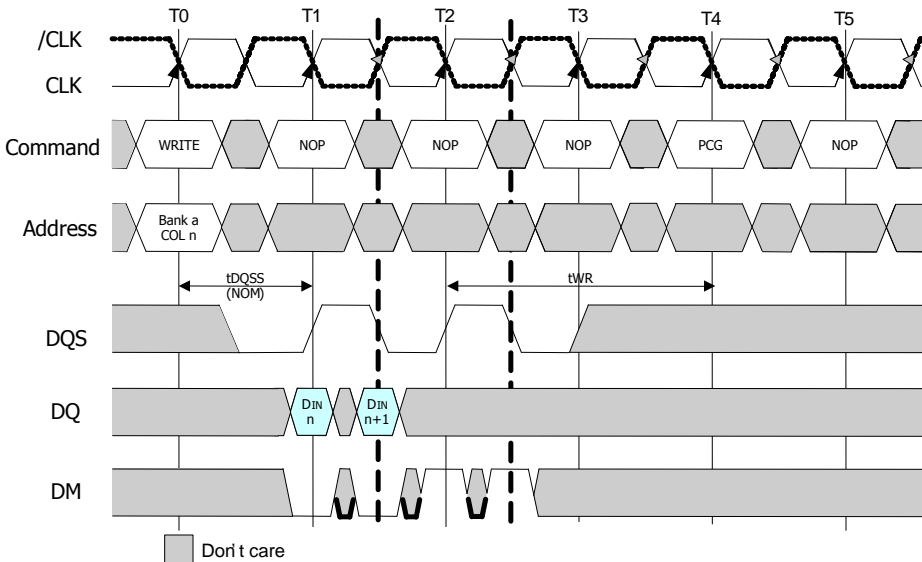 T0 T1 T2 T3 T4 T5
/CLK
CLK
Command WRITE NOP NOP NOP PCG NOP
Address Bank a
COL n
tDQSS
(NOM)
tWR
DQS
DQ DIN
n DIN
n+1
DM
Don't care